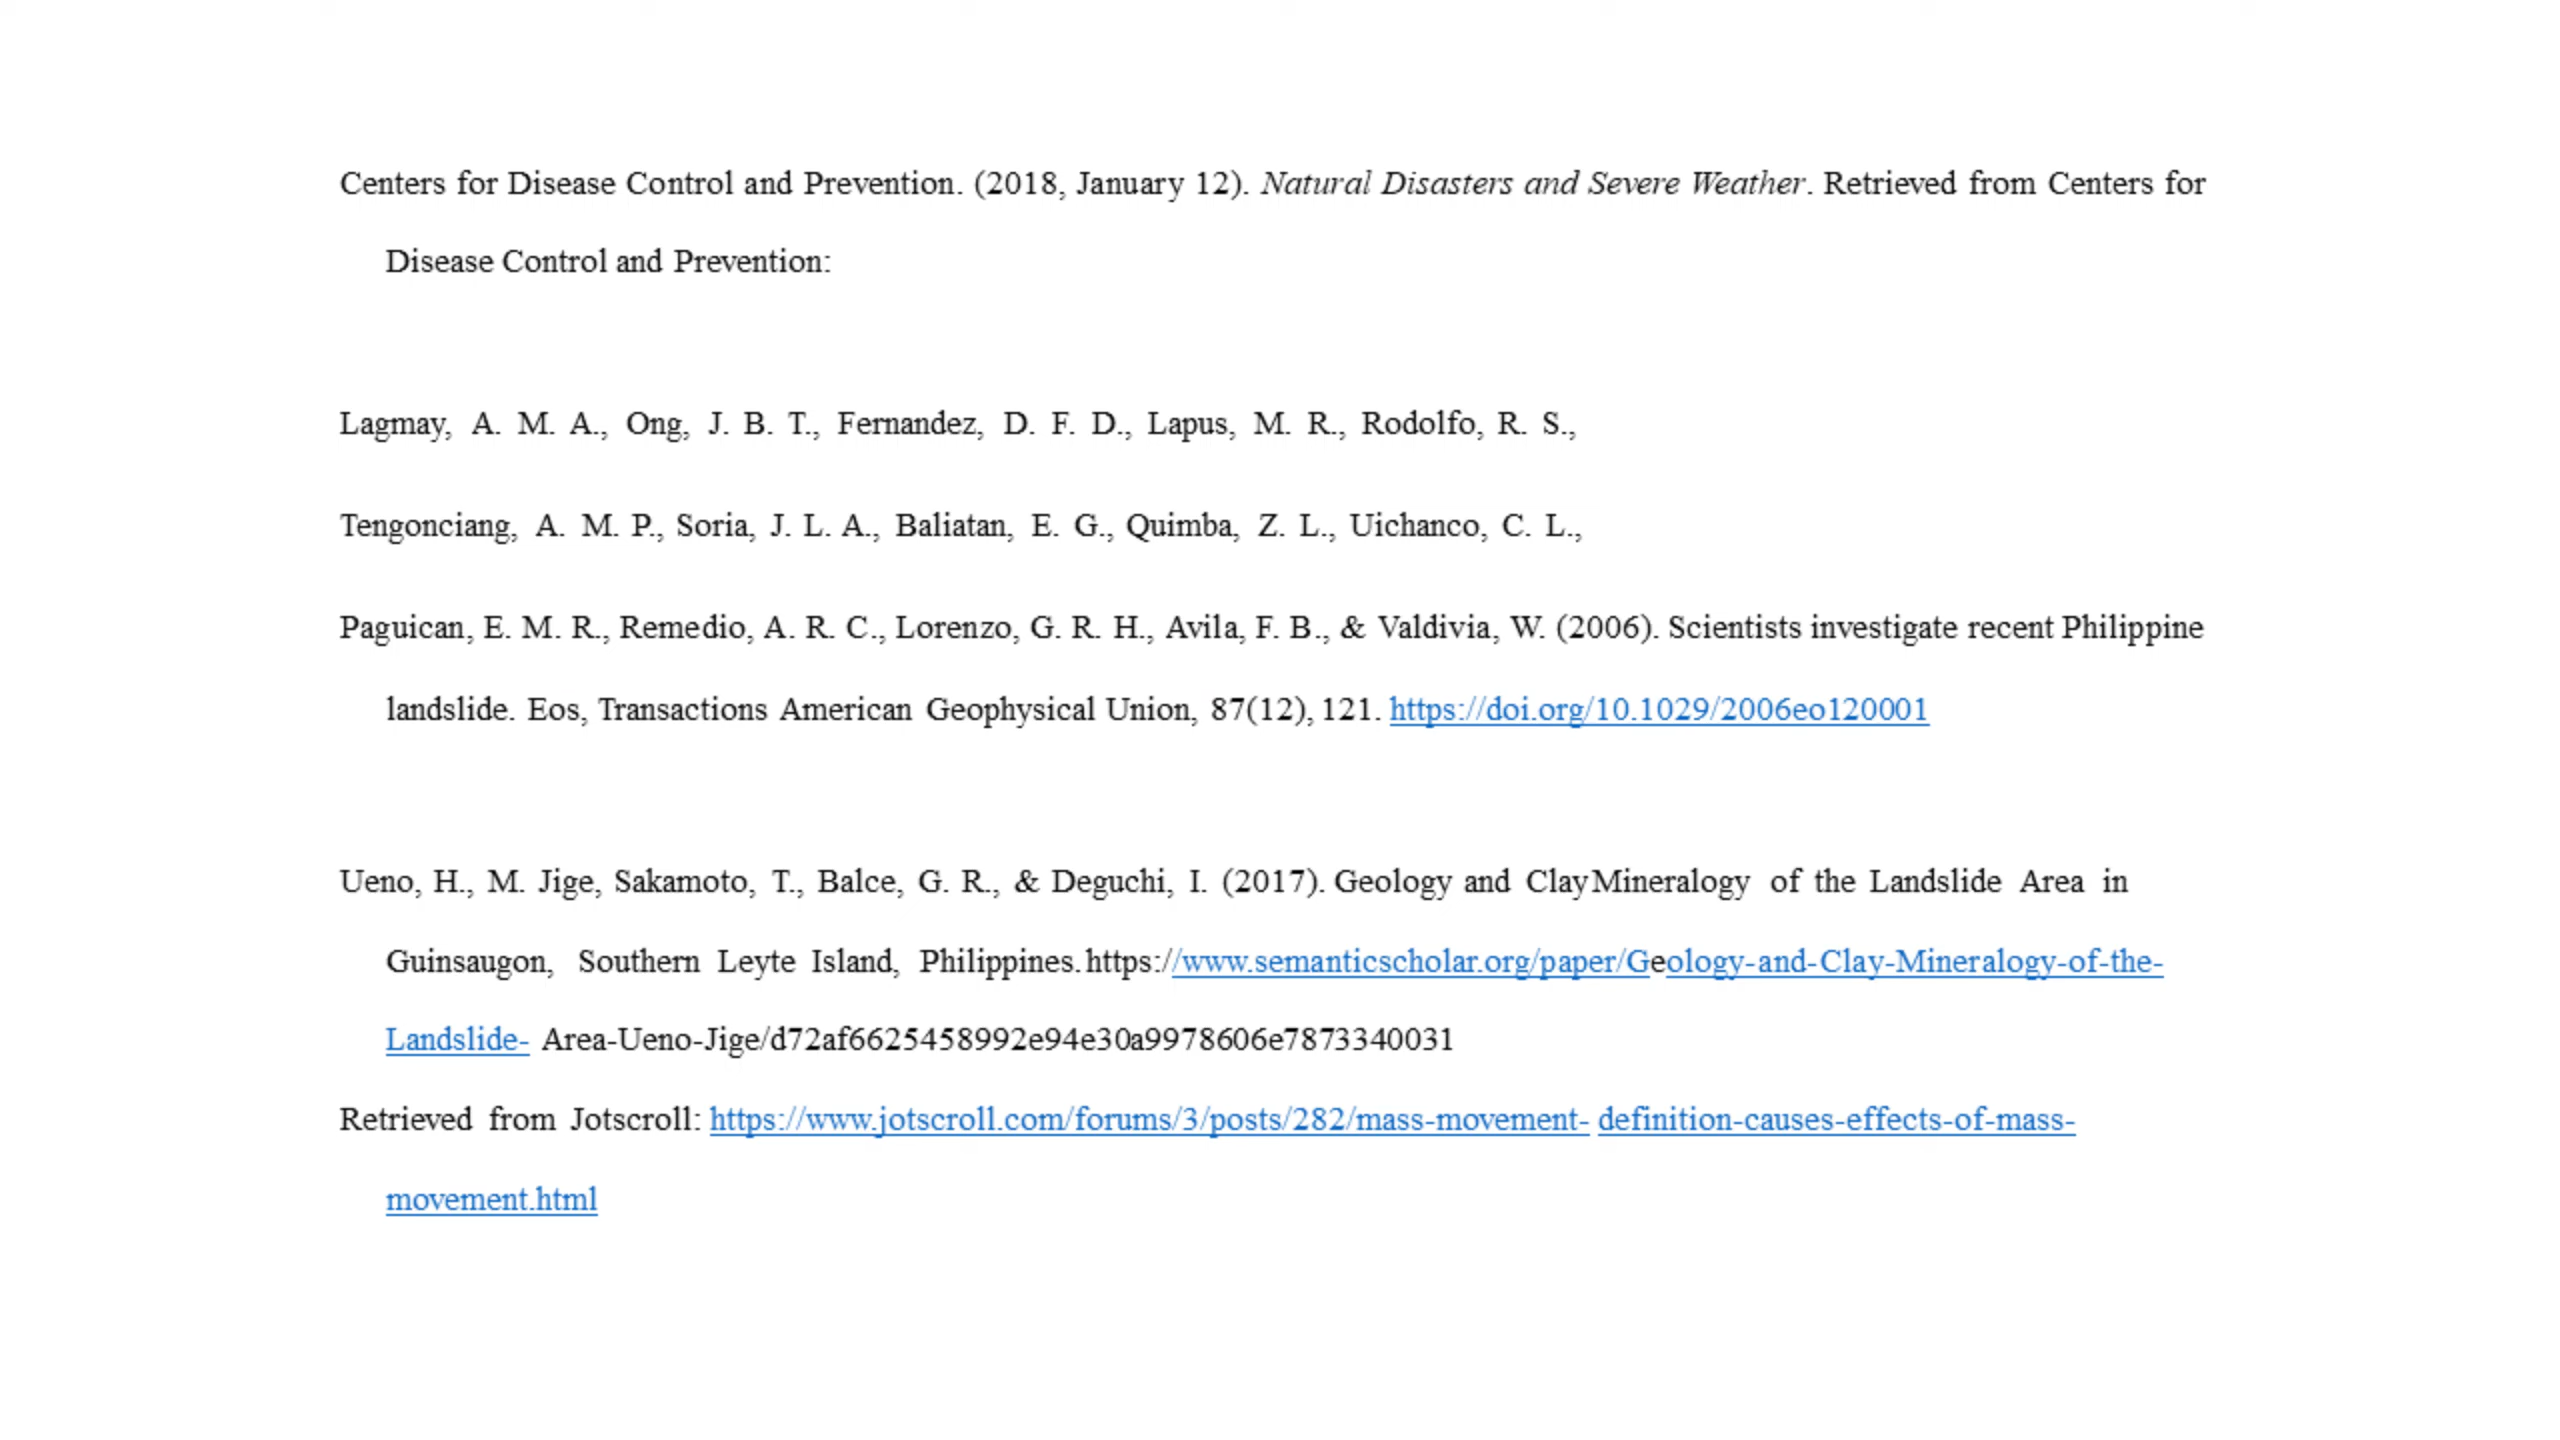 Centers for Disease Control and Prevention. (2018, January 12). Natural Disasters and Severe Weather. Retrieved from Centers for
Disease Control and Prevention:
Lagmay, A. M. A., Ong, J. B. T., Fernandez, D. F. D., Lapus, M. R., Rodolfo, R. S.,
Tengonciang, A. M. P., Soria, J. L. A., Baliatan, E. G., Quimba, Z. L., Uichanco, C. L.,
Paguican, E. M. R., Remedio, A. R. C., Lorenzo, G. R. H., Avila, F. B., & Valdivia, W. (2006). Scientists investigate recent Philippine
landslide. Eos, Transactions American Geophysical Union, 87(12), 121. https://doi.org/10.1029/2006eo120001
Ueno, H., M. Jige, Sakamoto, T., Balce, G. R., & Deguchi, I. (2017). Geology and ClayMineralogy of the Landslide Area in
Guinsaugon, Southern Leyte Island, Philippines. https://www.semanticscholar.org/paper/Geology-and-Clay-Mineralogy-of-the-
Landslide- Area-Ueno-Jige/d72af6625458992e94e30a9978606e7873340031
Retrieved from Jotscroll: https://www.jotscroll.com/forums/3/posts/282/mass-movement- definition-causes-effects-of-mass-
movement.html